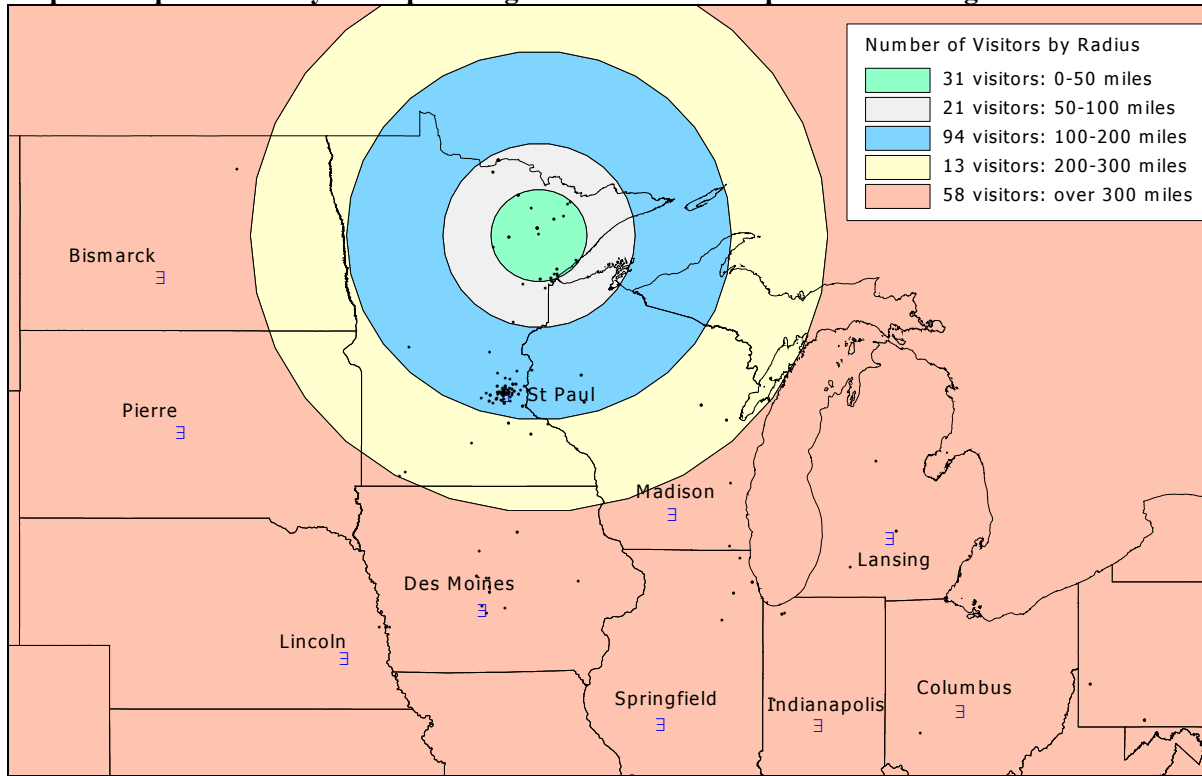 Number of Visitors by Radius
31 visitors: 0-50 miles
21 visitors: 50-100 miles
94 visitors: 100-200 miles
13 visitors: 200-300 miles
58 visitors: over 300 miles
Bismarck
Pierre
St Paul
Madison
Lansing
Des Moines
Lincoln
Springfield
Indianapolis
Columbus